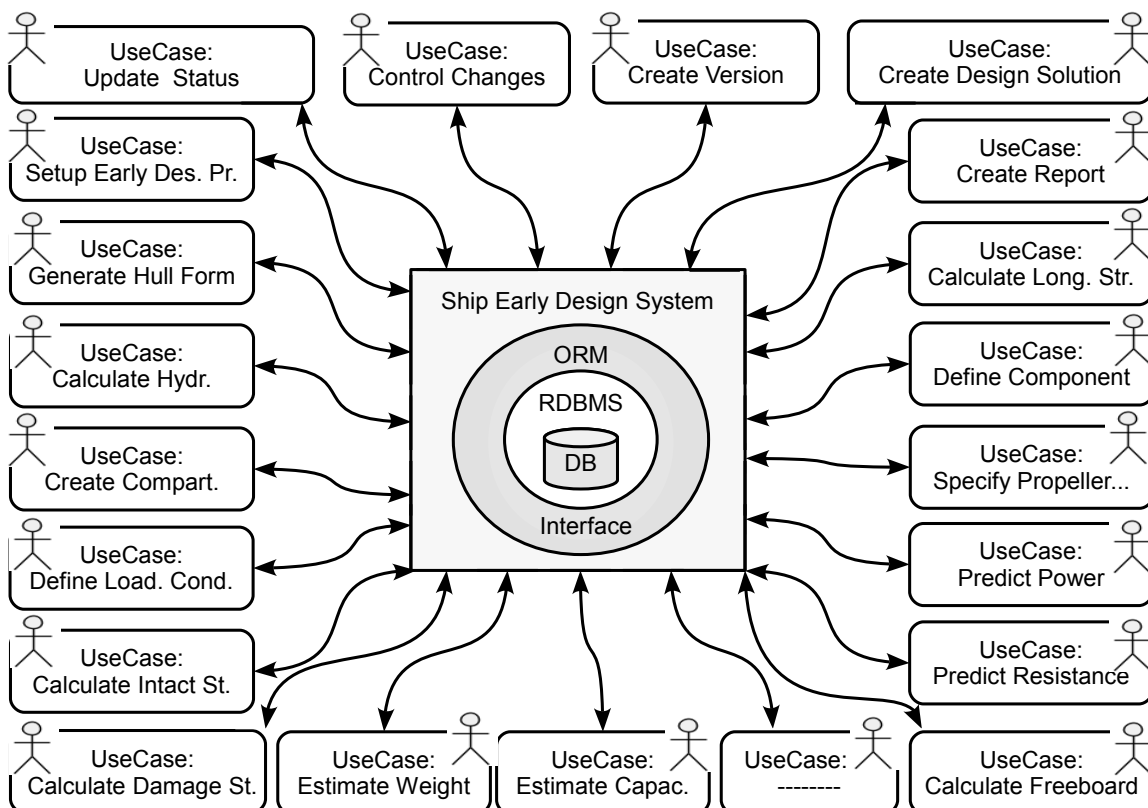 UseCase:
Update Status
UseCase:
Control Changes
UseCase:
Create Version
UseCase:
Create Design Solution
UseCase:
Setup Early Des. Pr.
UseCase:
Create Report
UseCase:
Generate Hull Form
UseCase:
Calculate Long. Str.
Ship Early Design System
ORM
RDBMS
DB
Interface
UseCase:
Calculate Hydr.
UseCase:
Define Component
UseCase:
Create Compart.
UseCase:
Specify Propeller...
UseCase:
Define Load. Cond.
UseCase:
Predict Power
UseCase:
Calculate Intact St.
UseCase:
Predict Resistance
UseCase:
Calculate Damage St.
UseCase:
Estimate Weight
UseCase:
Estimate Capac.
UseCase:
--------
UseCase:
Calculate Freeboard